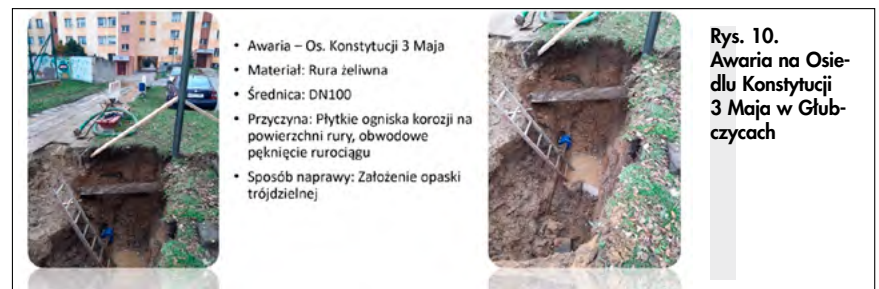 • Awaria – Os. Konstytucji 3 Maja
• Materiał: Rura żeliwna
• Średnica: DN100
• Przyczyna: Płytkie ogniska korozji na
powierzchni rury, obwodowe
pęknięcie rurociągu
• Sposób naprawy: Założenie opaski
trójdzielnej
Rys. 10.
Awaria na Osie-
dlu Konstytucji
3 Maja w Głub-
czycach